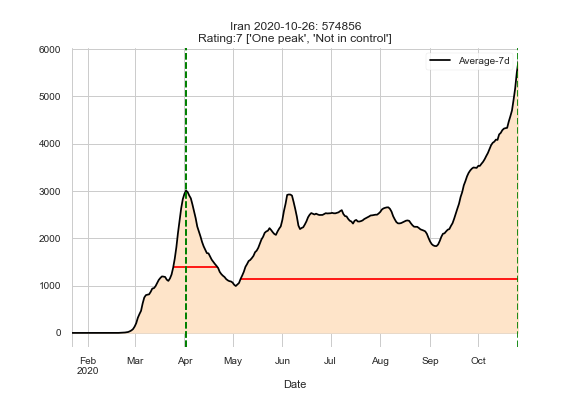 Iran 2020-10-26: 574856
Rating:7 ['One peak', 'Not in control']
Average-7d
6000
5000
4000
3000
2000
1000
0
Feb
2020
Mar
Apr
May
Jun
Jul
Aug
Sep
Oct
Date